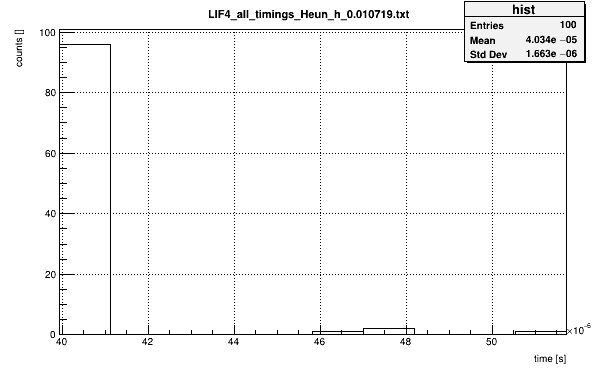 LIF4_all_timings_Heun_h_0.010719.txt
hist
Entries 100
Mean 4.034e −05
Std Dev 1.663e −06
counts []
100
80
60
40
20
0
40 42 44 46 48 50
×10−6
time [s]